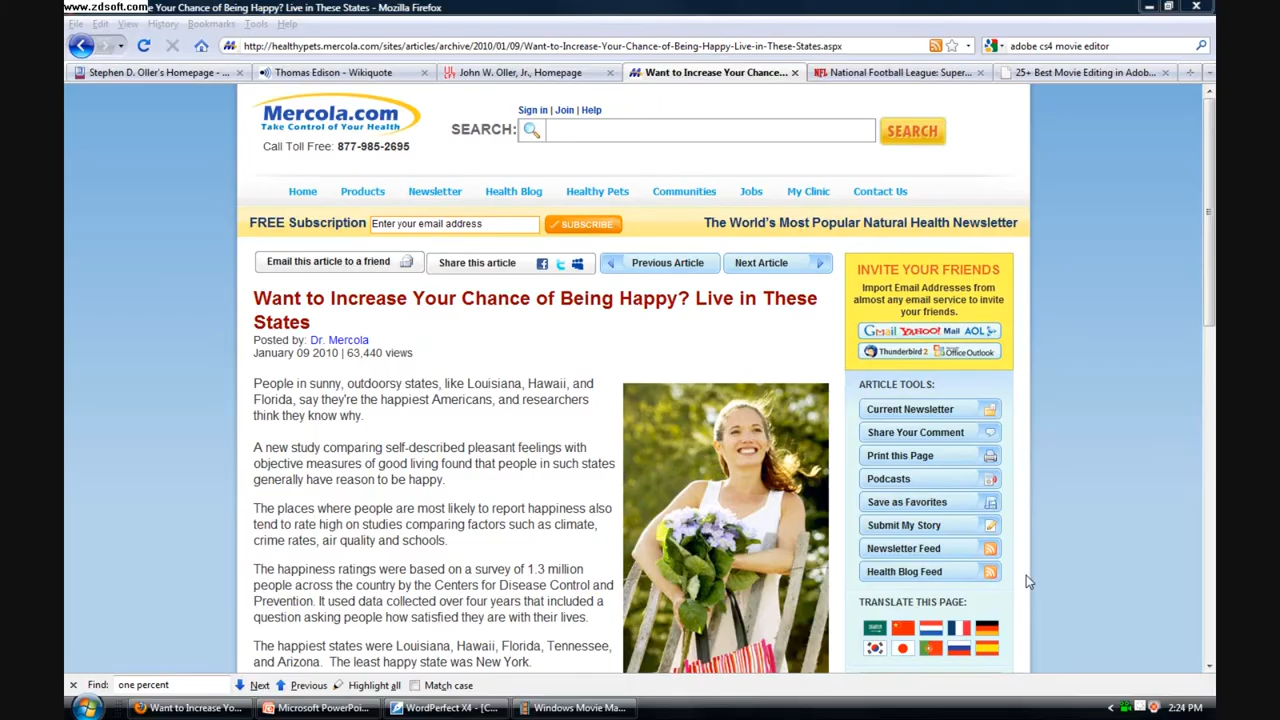 www.zdsoft.com e Your Chance of Being Happy? Live in These States - Mozilla Firefox
File Edit View History Bookmarks Tools Help
http://healthypets.mercola.com/sites/articles/archive/2010/01/09/Want-to-Increase-Your-Chance-of-Being-Happy-Live-in-These-States.aspx
adobe cs4 movie editor
Stephen D. Oller's Homepage - ...
Thomas Edison - Wikiquote
John W. Oller, Jr., Homepage
Want to Increase Your Chance...
National Football League: Super...
25+ Best Movie Editing in Adob...
Mercola.com
Take Control of Your Health
Call Toll Free: 877-985-2695
Sign in | Join | Help
SEARCH:
SEARCH
Home Products Newsletter Health Blog Healthy Pets Communities Jobs My Clinic Contact Us
FREE Subscription Enter your email address SUBSCRIBE The World's Most Popular Natural Health Newsletter
Email this article to a friend Share this article Previous Article Next Article
Want to Increase Your Chance of Being Happy? Live in These
States
Posted by: Dr. Mercola
January 09 2010 | 63,440 views
People in sunny, outdoorsy states, like Louisiana, Hawaii, and
Florida, say they're the happiest Americans, and researchers
think they know why.
A new study comparing self-described pleasant feelings with
objective measures of good living found that people in such states
generally have reason to be happy.
The places where people are most likely to report happiness also
tend to rate high on studies comparing factors such as climate,
crime rates, air quality and schools.
The happiness ratings were based on a survey of 1.3 million
people across the country by the Centers for Disease Control and
Prevention. It used data collected over four years that included a
question asking people how satisfied they are with their lives.
The happiest states were Louisiana, Hawaii, Florida, Tennessee,
and Arizona. The least happy state was New York.
INVITE YOUR FRIENDS
Import Email Addresses from
almost any email service to invite
your friends.
Gmail YAHOO! Mail AOL
Thunderbird 2 Office Outlook
ARTICLE TOOLS:
Current Newsletter
Share Your Comment
Print this Page
Podcasts
Save as Favorites
Submit My Story
Newsletter Feed
Health Blog Feed
TRANSLATE THIS PAGE:
Find: one percent Next Previous Highlight all Match case
Want to Increase Yo...
Microsoft PowerPoi...
WordPerfect X4 - [C...
Windows Movie Ma...
2:24 PM